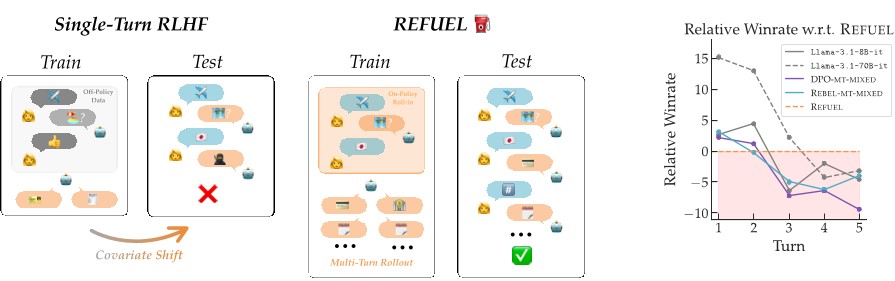 Single-Turn RLHF
REFUEL
Train
Test
Train
Test
Off-Policy
Data
?
On-Policy
Roll-in
?
?
#
Covariate Shift
Multi-Turn Rollout
Relative Winrate w.r.t. REFUEL
Llama-3.1-8B-it
Llama-3.1-70B-it
DPO-MT-MIXED
REBEL-MT-MIXED
REFUEL
Relative Winrate
15
10
5
0
−5
−10
1 2 3 4 5
Turn